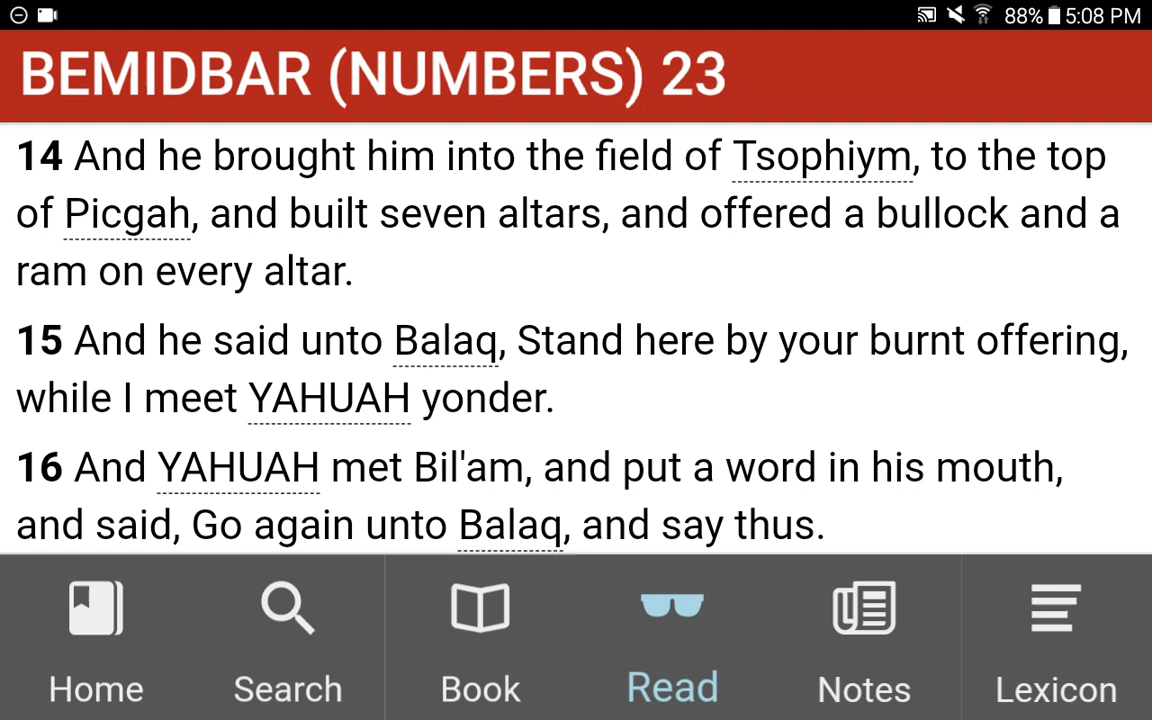 88% 5:08 PM
BEMIDBAR (NUMBERS) 23
14 And he brought him into the field of Tsophiym, to the top
of Picgah, and built seven altars, and offered a bullock and a
ram on every altar.
15 And he said unto Balaq, Stand here by your burnt offering,
while I meet YAHUAH yonder.
16 And YAHUAH met Bil'am, and put a word in his mouth,
and said, Go again unto Balaq, and say thus.
Home Search Book Read Notes Lexicon